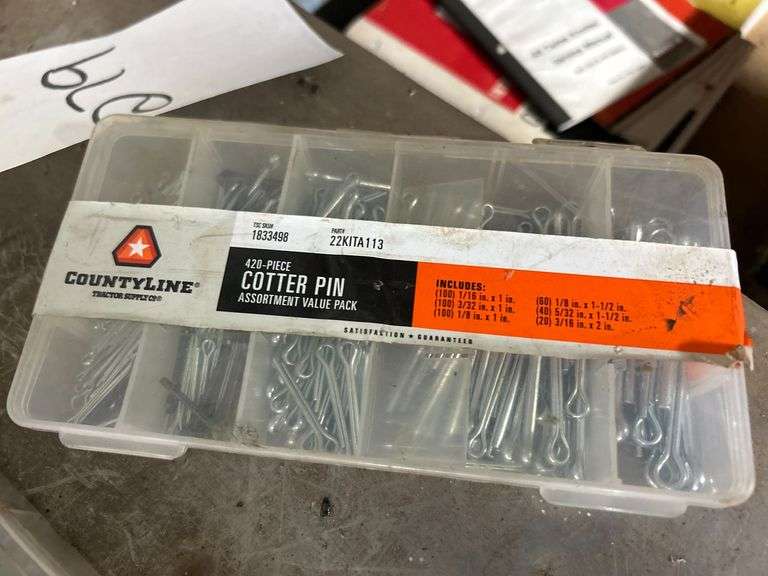 COUNTYLINE®
TRACTOR SUPPLY CO®
TSC SKU#
1833498
PART#
22KITA113
420-PIECE
COTTER PIN
ASSORTMENT VALUE PACK
INCLUDES:
(100) 1/16 in. x 1 in.
(100) 3/32 in. x 1 in.
(100) 1/8 in. x 1 in.
(60) 1/8 in. x 1-1/2 in.
(40) 5/32 in. x 1-1/2 in.
(20) 3/16 in. x 2 in.
SATISFACTION ★ GUARANTEED